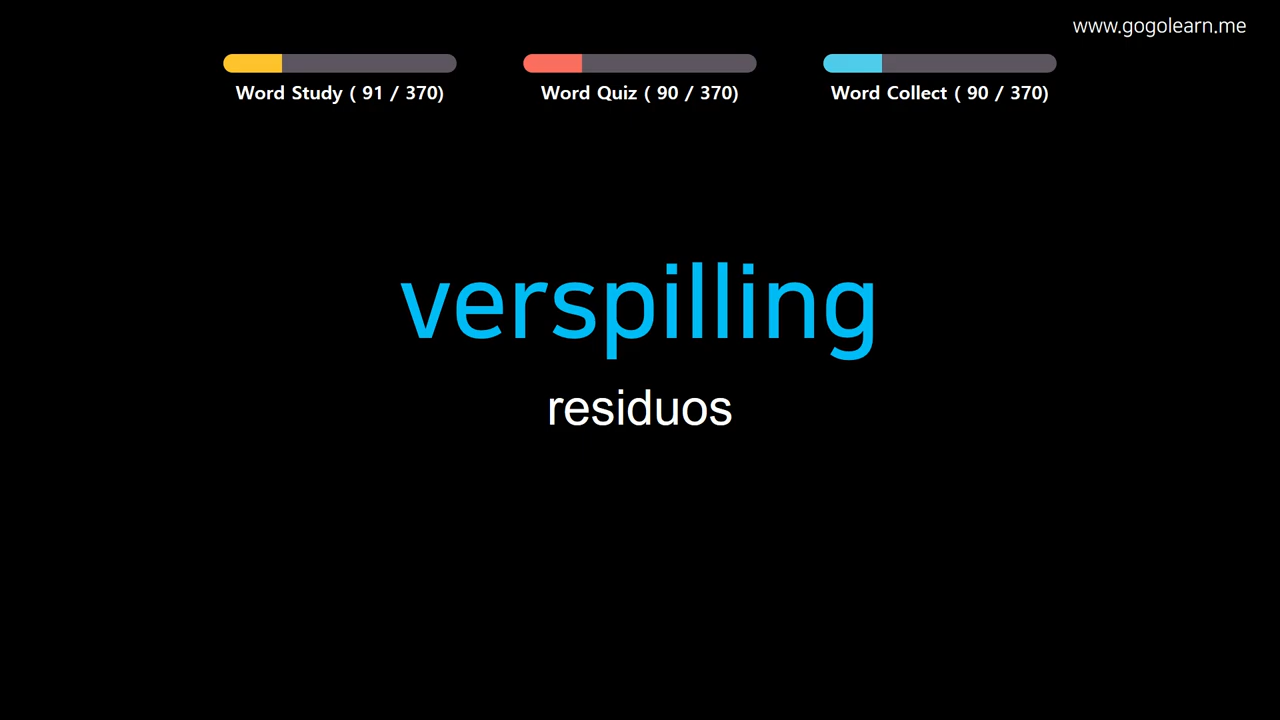 www.gogolearn.me
Word Study ( 91 / 370)
Word Quiz ( 90 / 370)
Word Collect ( 90 / 370)
verspilling
residuos